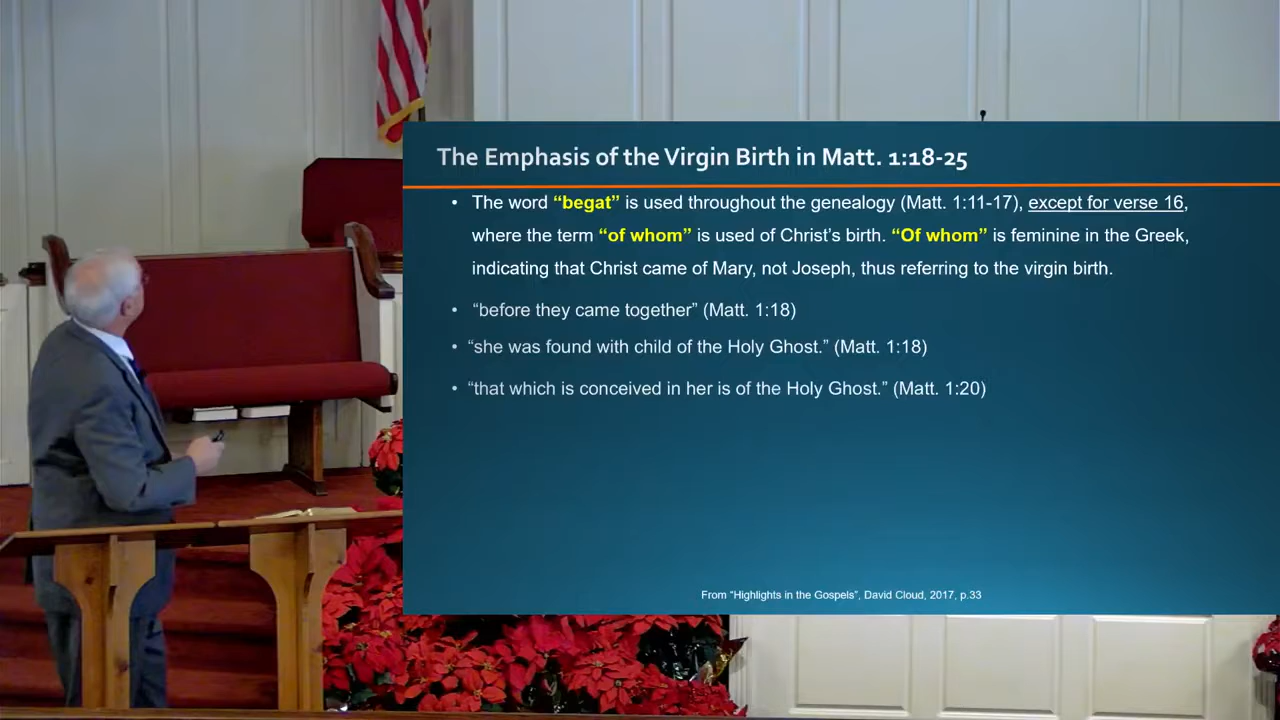 The Emphasis of the Virgin Birth in Matt. 1:18-25
• The word “begat” is used throughout the genealogy (Matt. 1:11-17), except for verse 16,
where the term “of whom” is used of Christ’s birth. “Of whom” is feminine in the Greek,
indicating that Christ came of Mary, not Joseph, thus referring to the virgin birth.
• “before they came together” (Matt. 1:18)
• “she was found with child of the Holy Ghost.” (Matt. 1:18)
• “that which is conceived in her is of the Holy Ghost.” (Matt. 1:20)
From “Highlights in the Gospels”, David Cloud, 2017, p.33